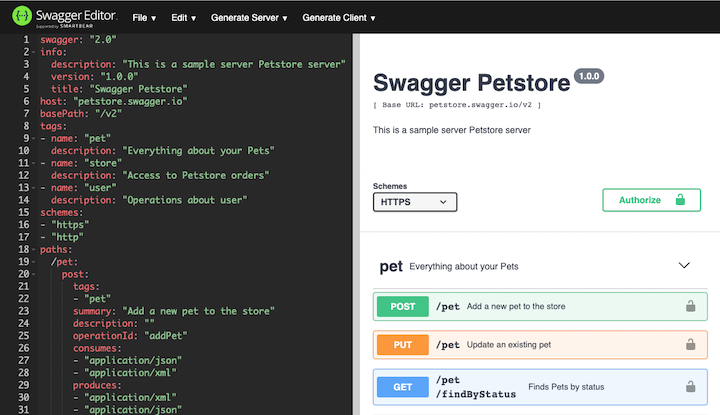 Swagger Editor.
Supported by SMARTBEAR
File ▾ Edit ▾ Generate Server ▾ Generate Client ▾
1 swagger: "2.0"
2 info:
3 description: "This is a sample server Petstore server"
4 version: "1.0.0"
5 title: "Swagger Petstore"
6 host: "petstore.swagger.io"
7 basePath: "/v2"
8 tags:
9 - name: "pet"
10 description: "Everything about your Pets"
11 - name: "store"
12 description: "Access to Petstore orders"
13 - name: "user"
14 description: "Operations about user"
15 schemes:
16 - "https"
17 - "http"
18 paths:
19 /pet:
20 post:
21 tags:
22 - "pet"
23 summary: "Add a new pet to the store"
24 description: ""
25 operationId: "addPet"
26 consumes:
27 - "application/json"
28 - "application/xml"
29 produces:
30 - "application/xml"
31 - "application/json"
Swagger Petstore 1.0.0
[ Base URL: petstore.swagger.io/v2 ]
This is a sample server Petstore server
Schemes
HTTPS
Authorize
pet Everything about your Pets
POST /pet Add a new pet to the store
PUT /pet Update an existing pet
GET /pet
/findByStatus Finds Pets by status